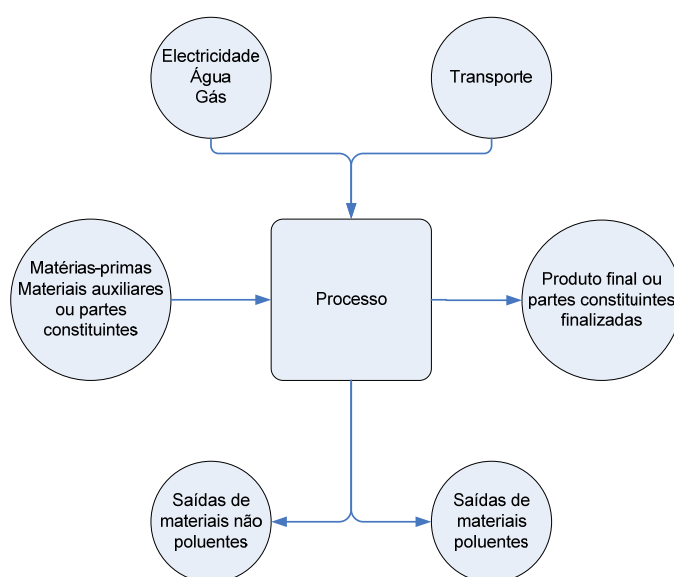 Electricidade
Água
Gás
Transporte
Matérias-primas
Materiais auxiliares
ou partes
constituintes
Processo
Produto final ou
partes constituintes
finalizadas
Saídas de
materiais não
poluentes
Saídas de
materiais
poluentes